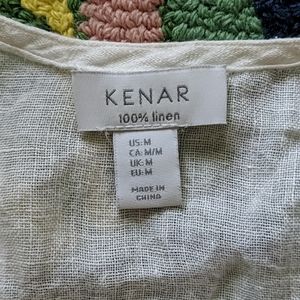 KENAR
100% linen
US: M
CA: M/M
UK: M
EU: M
MADE IN
CHINA